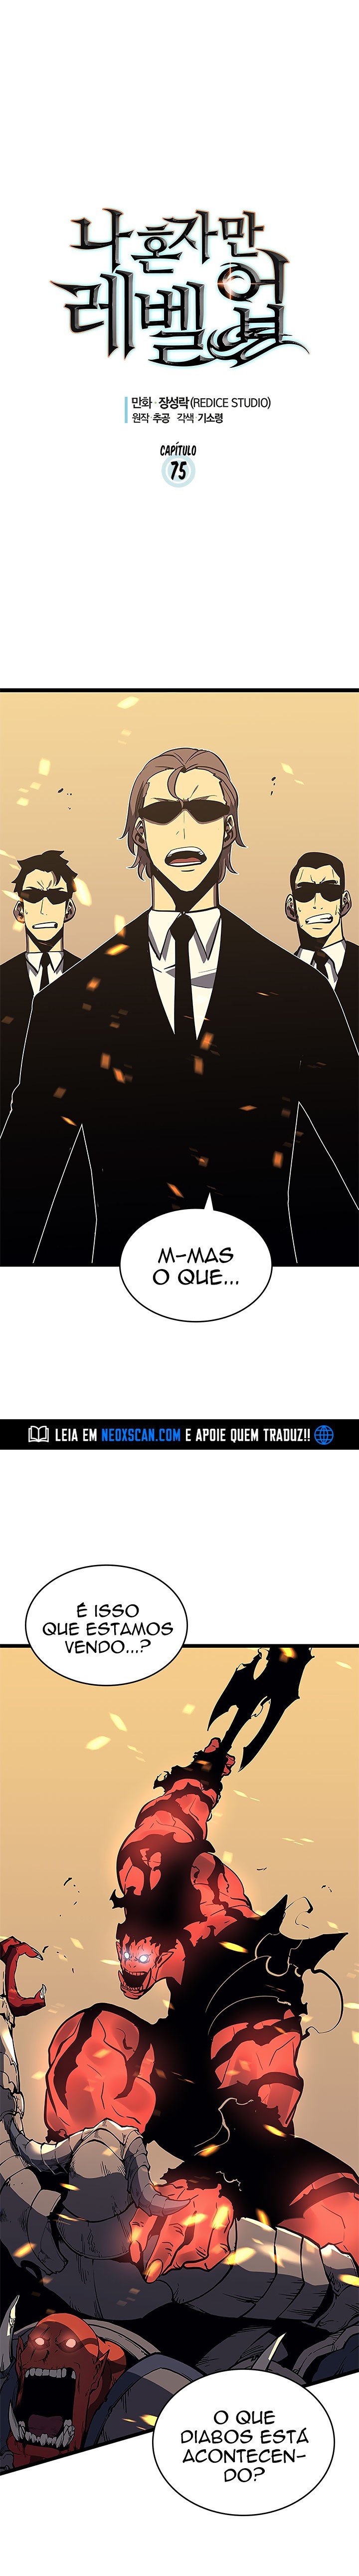 나 혼자만
레벨업
만화 · 장성락(REDICE STUDIO)
원작·추공 각색·기소령
CAPÍTULO
75
M-MAS
O QUE...
LEIA EM NEOXSCAN.COM E APOIE QUEM TRADUZ!!
É ISSO
QUE ESTAMOS
VENDO...?
O QUE
DIABOS ESTÁ
ACONTECEN-
DO?